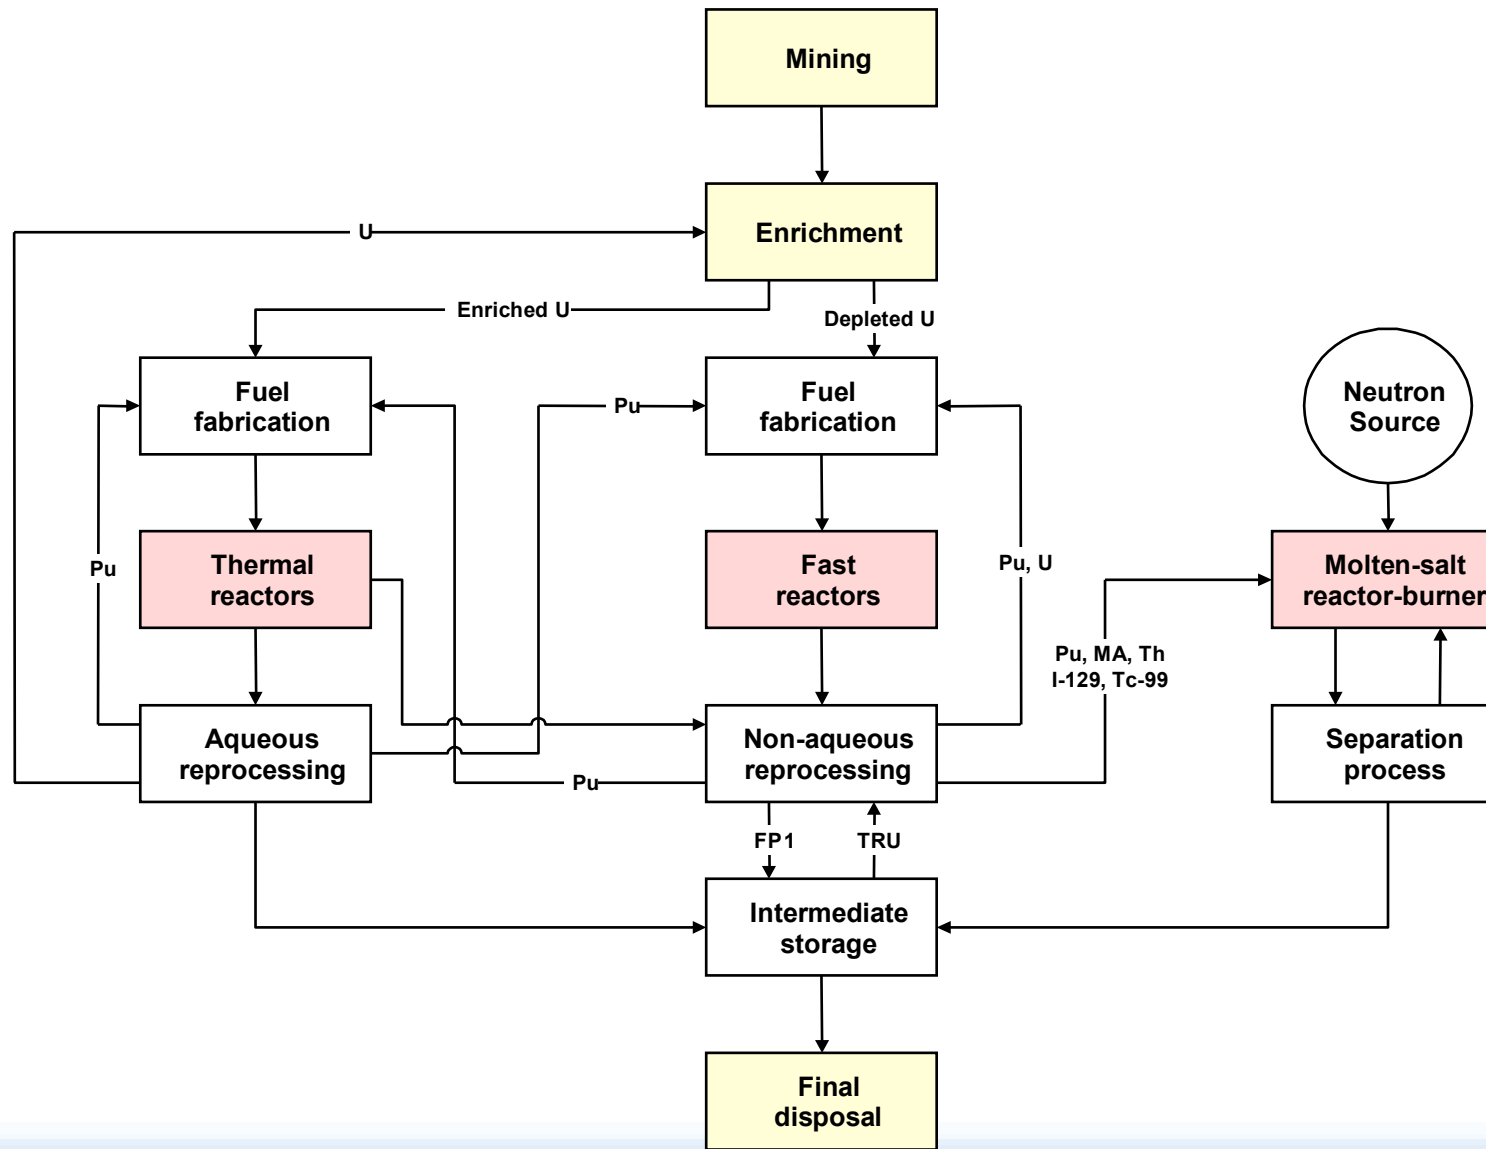 Mining
U
Enrichment
Enriched U
Depleted U
Fuel
fabrication
Pu
Fuel
fabrication
Neutron
Source
Pu
Thermal
reactors
Fast
reactors
Pu, U
Molten-salt
reactor-burner
Pu, MA, Th
I-129, Tc-99
Aqueous
reprocessing
Pu
Non-aqueous
reprocessing
Separation
process
FP1
TRU
Intermediate
storage
Final
disposal